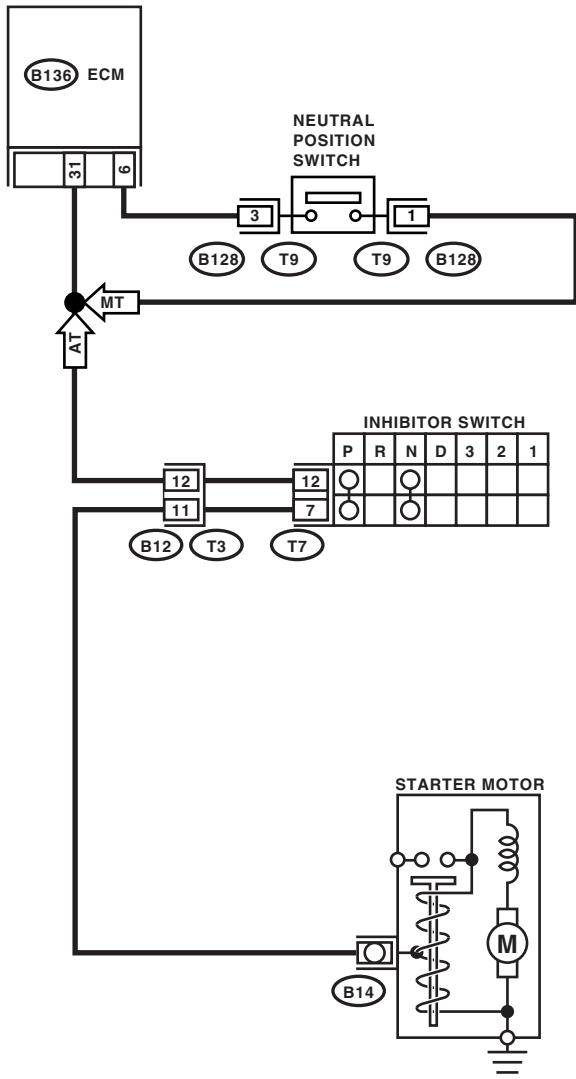 B136 ECM
31 6
NEUTRAL
POSITION
SWITCH
3 1
B128 T9 T9 B128
MT
AT
INHIBITOR SWITCH
P R N D 3 2 1
12 12
11 7
B12 T3 T7
STARTER MOTOR
M
B14